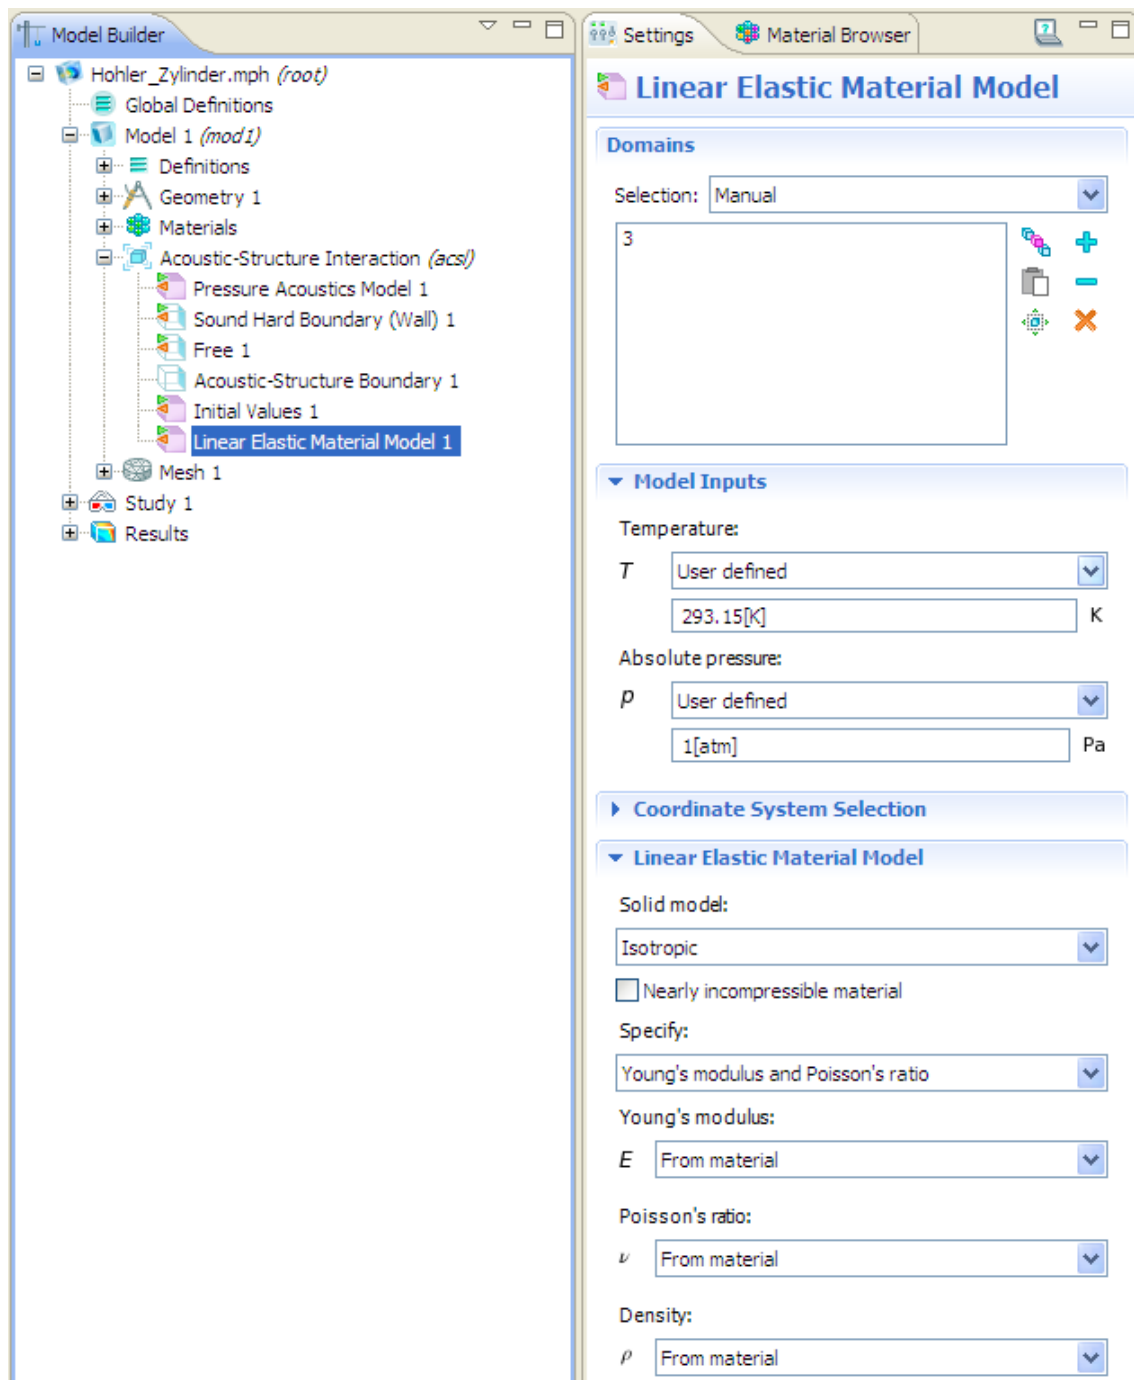 Model Builder
Hohler_Zylinder.mph (root)
Global Definitions
Model 1 (mod1)
Definitions
Geometry 1
Materials
Acoustic-Structure Interaction (acsl)
Pressure Acoustics Model 1
Sound Hard Boundary (Wall) 1
Free 1
Acoustic-Structure Boundary 1
Initial Values 1
Linear Elastic Material Model 1
Mesh 1
Study 1
Results
Settings
Material Browser
Linear Elastic Material Model
Domains
Selection: Manual
3
Model Inputs
Temperature:
T User defined
293.15[K] K
Absolute pressure:
p User defined
1[atm] Pa
Coordinate System Selection
Linear Elastic Material Model
Solid model:
Isotropic
Nearly incompressible material
Specify:
Young's modulus and Poisson's ratio
Young's modulus:
E From material
Poisson's ratio:
ν From material
Density:
ρ From material